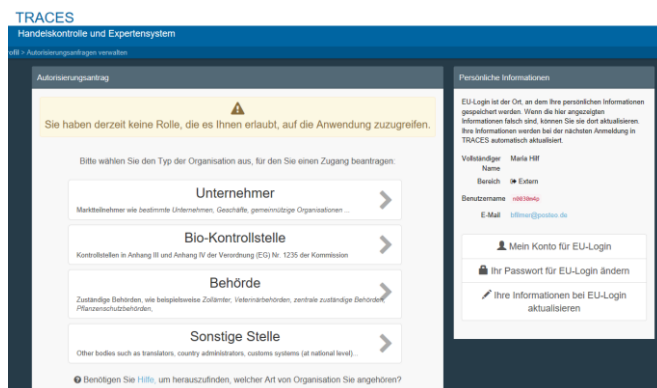 TRACES
Handelskontrolle und Expertensystem
ofil > Autorisierungsanfragen verwalten
Autorisierungsantrag
Sie haben derzeit keine Rolle, die es Ihnen erlaubt, auf die Anwendung zuzugreifen.
Bitte wählen Sie den Typ der Organisation aus, für den Sie einen Zugang beantragen:
Unternehmer
Marktteilnehmer wie bestimmte Unternehmen, Geschäfte, gemeinnützige Organisationen ...
Bio-Kontrollstelle
Kontrollstellen in Anhang III und Anhang IV der Verordnung (EG) Nr. 1235 der Kommission
Behörde
Zuständige Behörden, wie beispielsweise Zollämter, Veterinärbehörden, zentrale zuständige Behörden,
Pflanzenschutzbehörden,
Sonstige Stelle
Other bodies such as translators, country administrators, customs systems (at national level)...
Benötigen Sie Hilfe, um herauszufinden, welcher Art von Organisation Sie angehören?
Persönliche Informationen
EU-Login ist der Ort, an dem Ihre persönlichen Informationen
gespeichert werden. Wenn die hier angezeigten
Informationen falsch sind, können Sie sie dort aktualisieren.
Ihre Informationen werden bei der nächsten Anmeldung in
TRACES automatisch aktualisiert.
Vollständiger Maria Hilf
Name
Bereich Extern
Benutzername n0030m4p
E-Mail @posteo.de
Mein Konto für EU-Login
Ihr Passwort für EU-Login ändern
Ihre Informationen bei EU-Login
aktualisieren